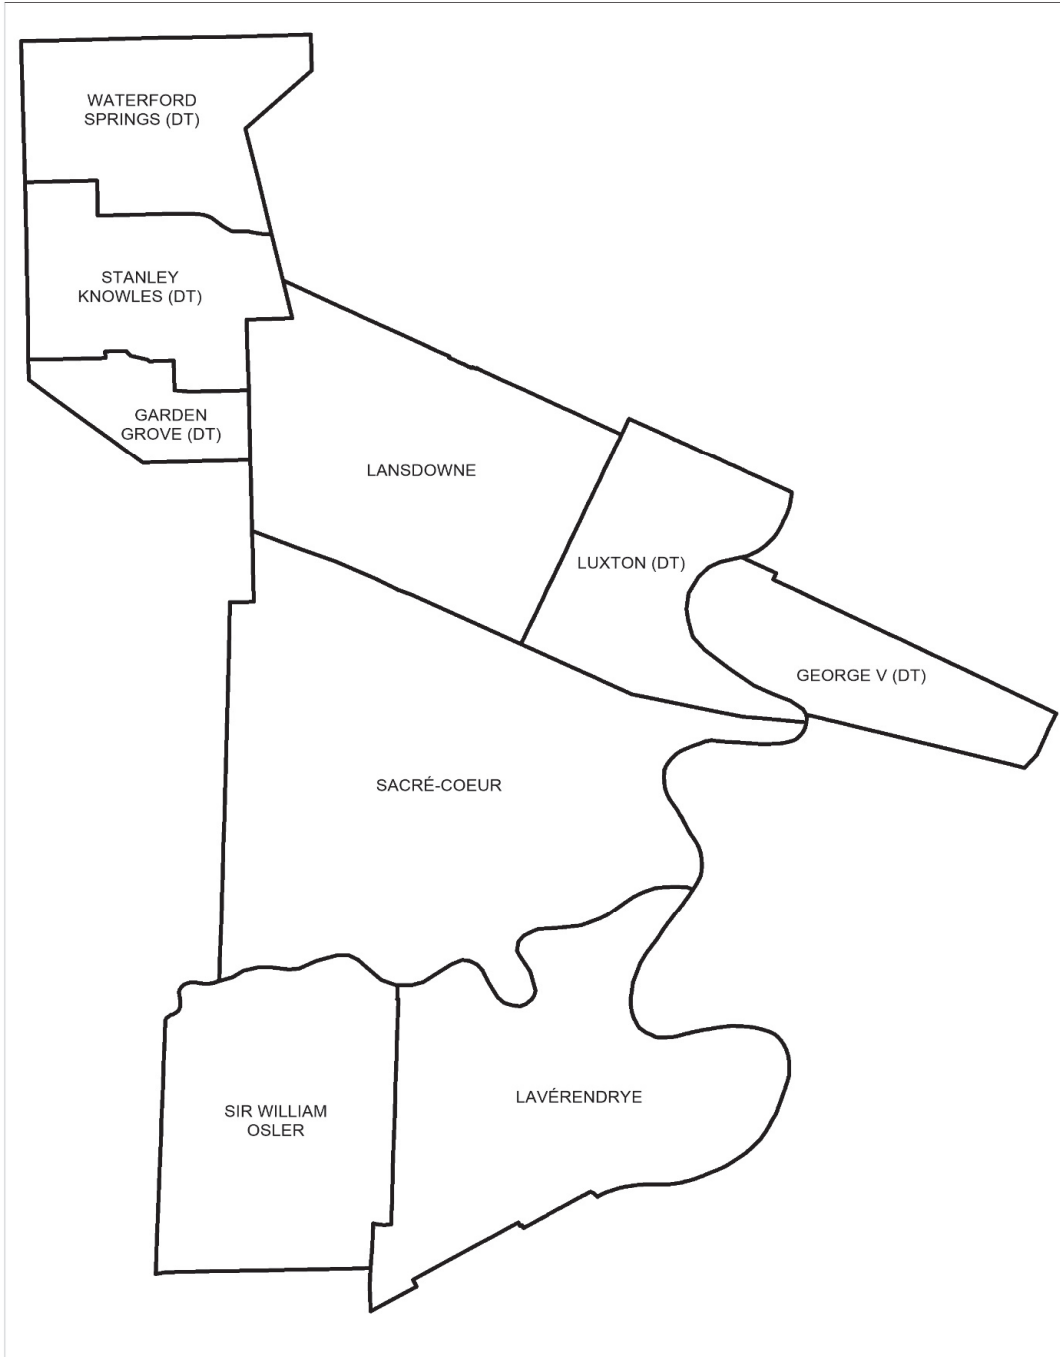 WATERFORD
SPRINGS (DT)
STANLEY
KNOWLES (DT)
GARDEN
GROVE (DT)
LANSDOWNE
LUXTON (DT)
GEORGE V (DT)
SACRÉ-COEUR
LAVÉRENDRYE
SIR WILLIAM
OSLER